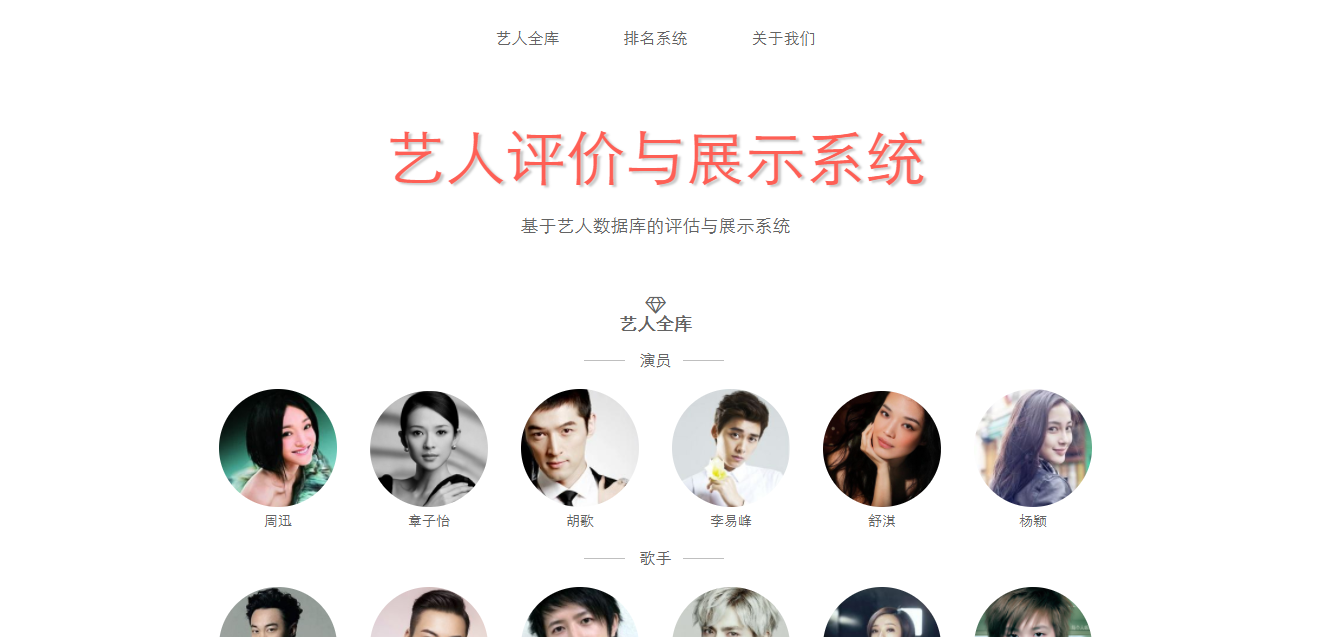 艺人全库 排名系统 关于我们
艺人评价与展示系统
基于艺人数据库的评估与展示系统
艺人全库
演员
周迅 章子怡 胡歌 李易峰 舒淇 杨颖
歌手